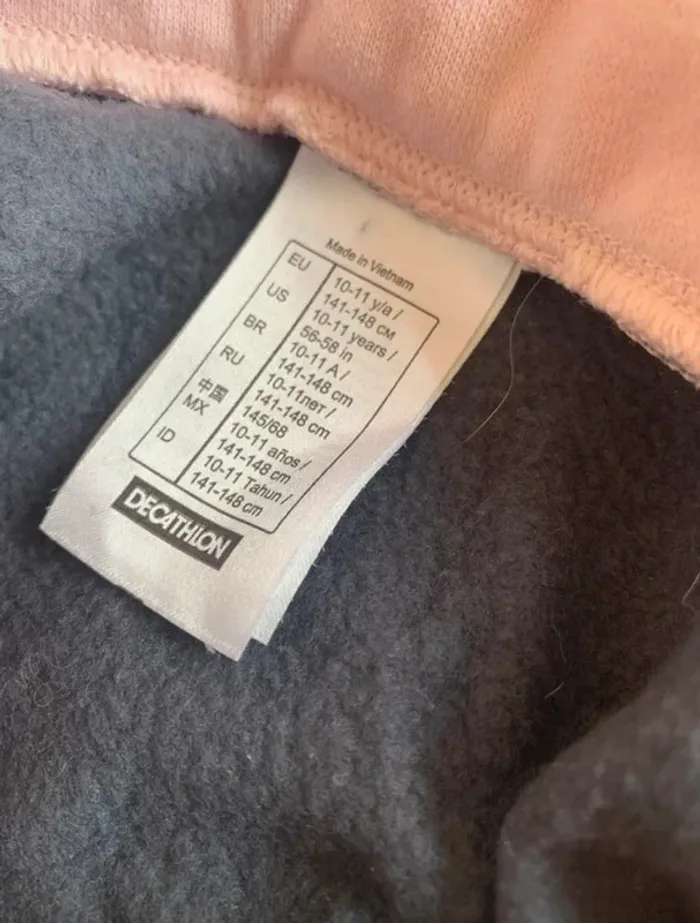 Made in Vietnam
EU 10-11 y/a /
141-148 CM
US 10-11 years /
56-58 in
BR 10-11 A /
141-148 cm
RU 10-11лет /
141-148 cm
中国 145/68
MX 10-11 años /
141-148 cm
ID 10-11 Tahun /
141-148 cm
DECATHLON